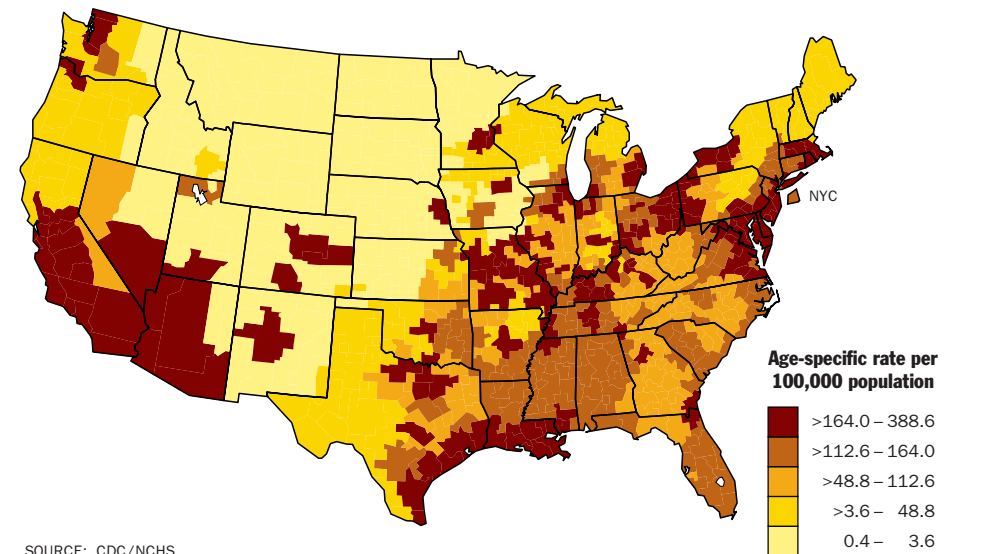 NYC
Age-specific rate per
100,000 population
>164.0 – 388.6
>112.6 – 164.0
>48.8 – 112.6
>3.6 – 48.8
0.4 – 3.6
SOURCE: CDC/NCHS